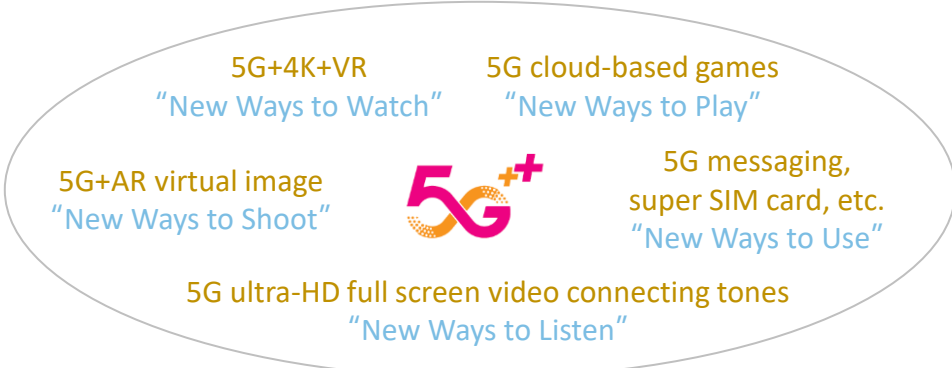 5G+4K+VR
“New Ways to Watch”
5G cloud-based games
“New Ways to Play”
5G+AR virtual image
“New Ways to Shoot”
5G++
5G messaging,
super SIM card, etc.
“New Ways to Use”
5G ultra-HD full screen video connecting tones
“New Ways to Listen”